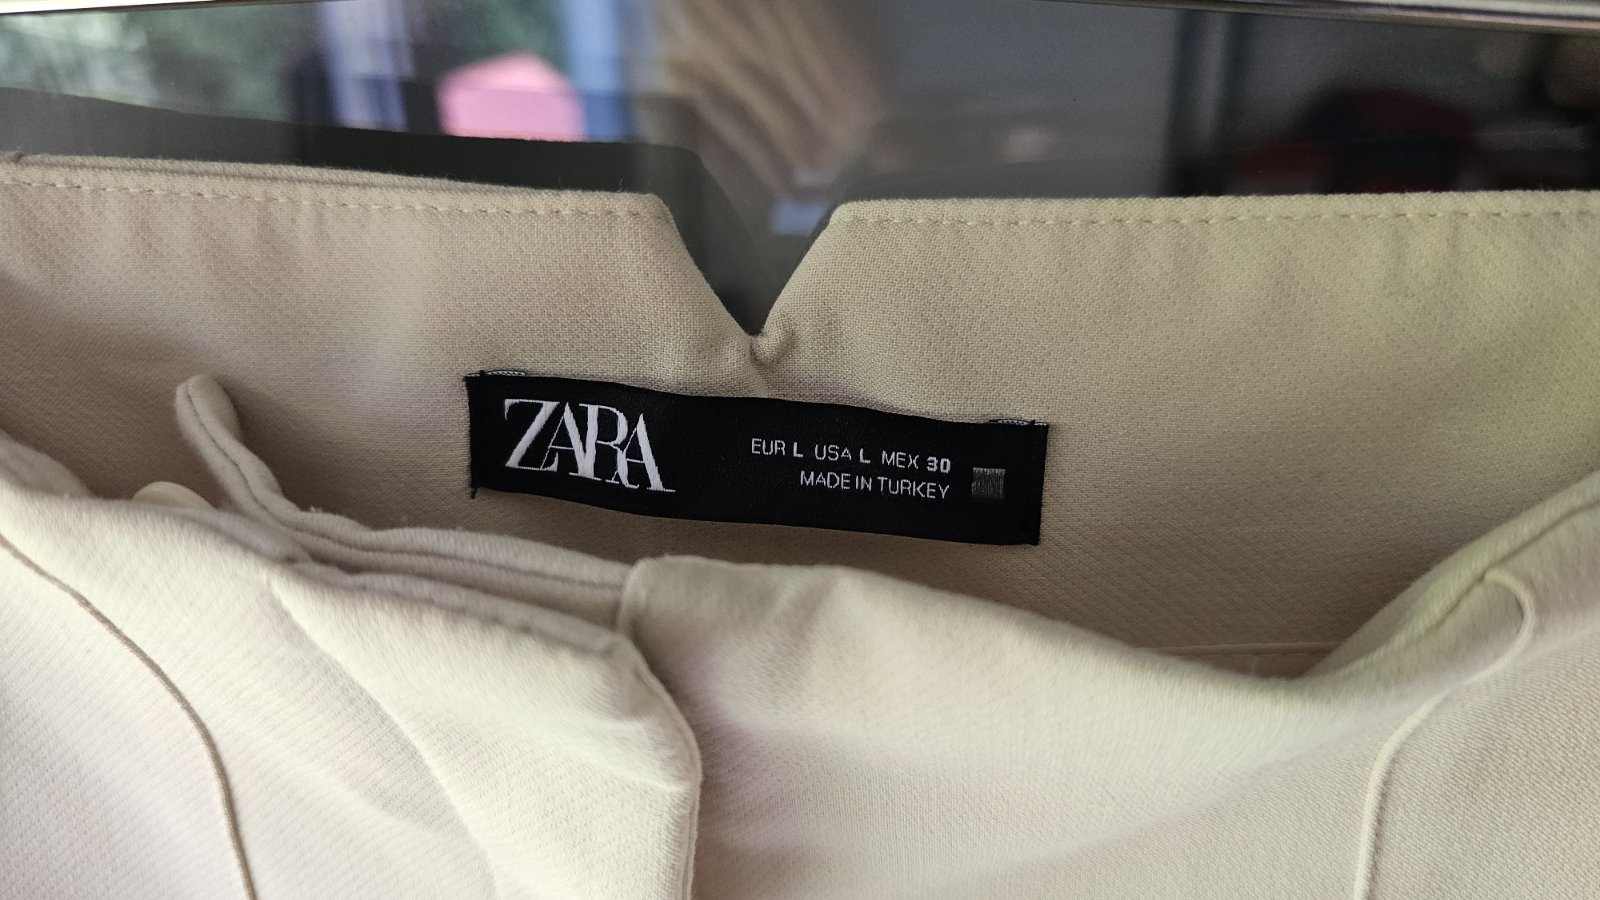 ZARA
EUR L USA L MEX 30
MADE IN TURKEY